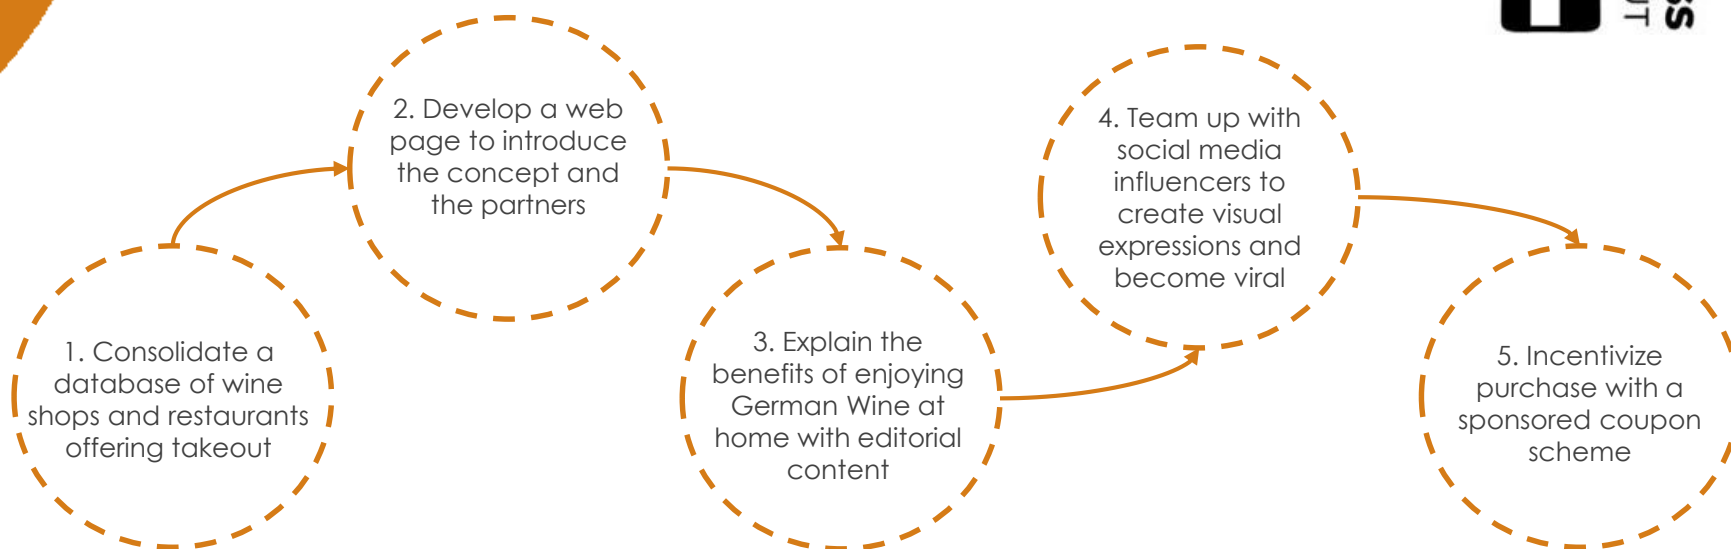 1. Consolidate a
database of wine
shops and restaurants
offering takeout
2. Develop a web
page to introduce
the concept and
the partners
3. Explain the
benefits of enjoying
German Wine at
home with editorial
content
4. Team up with
social media
influencers to
create visual
expressions and
become viral
5. Incentivize
purchase with a
sponsored coupon
scheme